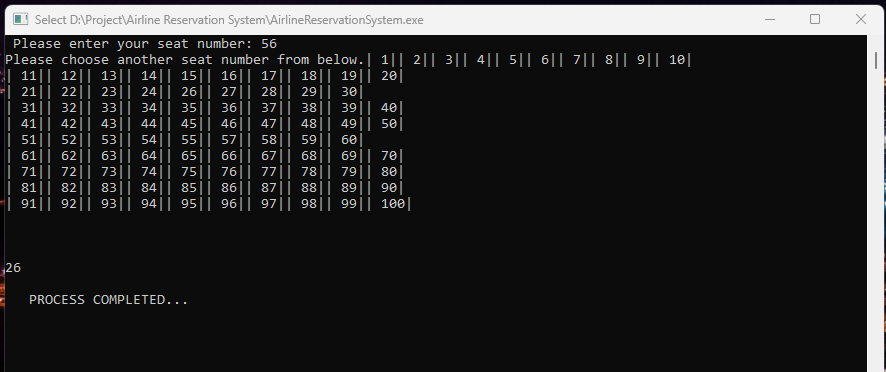 Select D:\Project\Airline Reservation System\AirlineReservationSystem.exe
Please enter your seat number: 56
Please choose another seat number from below.| 1|| 2|| 3|| 4|| 5|| 6|| 7|| 8|| 9|| 10|
| 11|| 12|| 13|| 14|| 15|| 16|| 17|| 18|| 19|| 20|
| 21|| 22|| 23|| 24|| 26|| 27|| 28|| 29|| 30|
| 31|| 32|| 33|| 34|| 35|| 36|| 37|| 38|| 39|| 40|
| 41|| 42|| 43|| 44|| 45|| 46|| 47|| 48|| 49|| 50|
| 51|| 52|| 53|| 54|| 55|| 57|| 58|| 59|| 60|
| 61|| 62|| 63|| 64|| 65|| 66|| 67|| 68|| 69|| 70|
| 71|| 72|| 73|| 74|| 75|| 76|| 77|| 78|| 79|| 80|
| 81|| 82|| 83|| 84|| 85|| 86|| 87|| 88|| 89|| 90|
| 91|| 92|| 93|| 94|| 95|| 96|| 97|| 98|| 99|| 100|
26
PROCESS COMPLETED...